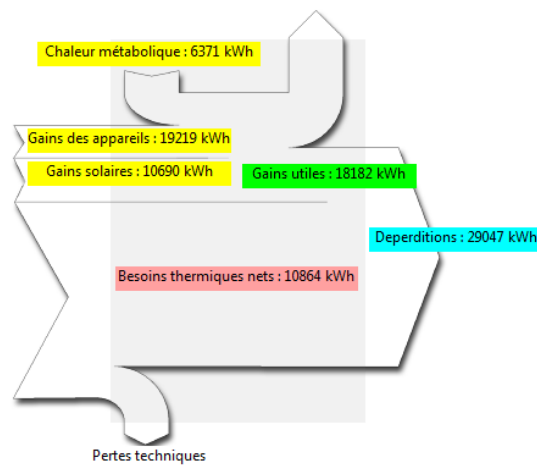 Chaleur métabolique : 6371 kWh
Gains des appareils : 19219 kWh
Gains solaires : 10690 kWh
Gains utiles : 18182 kWh
Deperditions : 29047 kWh
Besoins thermiques nets : 10864 kWh
Pertes techniques